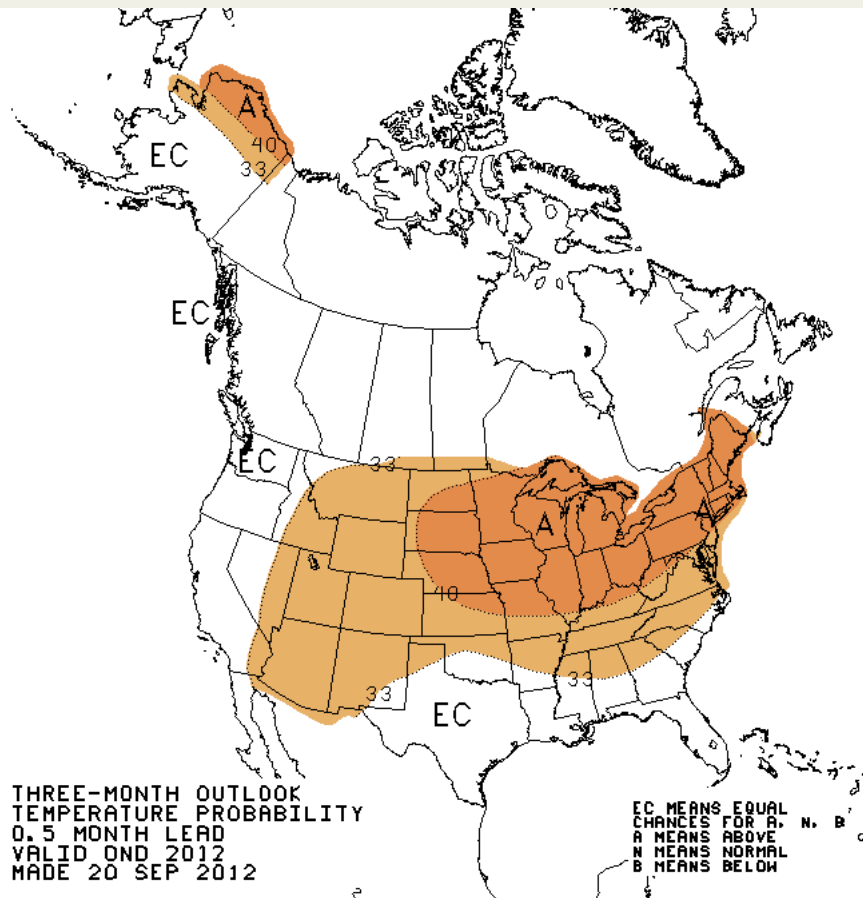 A
EC
40
33
EC
EC
33
A
A
40
33
33
EC
THREE-MONTH OUTLOOK
TEMPERATURE PROBABILITY
0.5 MONTH LEAD
VALID OND 2012
MADE 20 SEP 2012
EC MEANS EQUAL
CHANCES FOR A, N, B
A MEANS ABOVE
N MEANS NORMAL
B MEANS BELOW